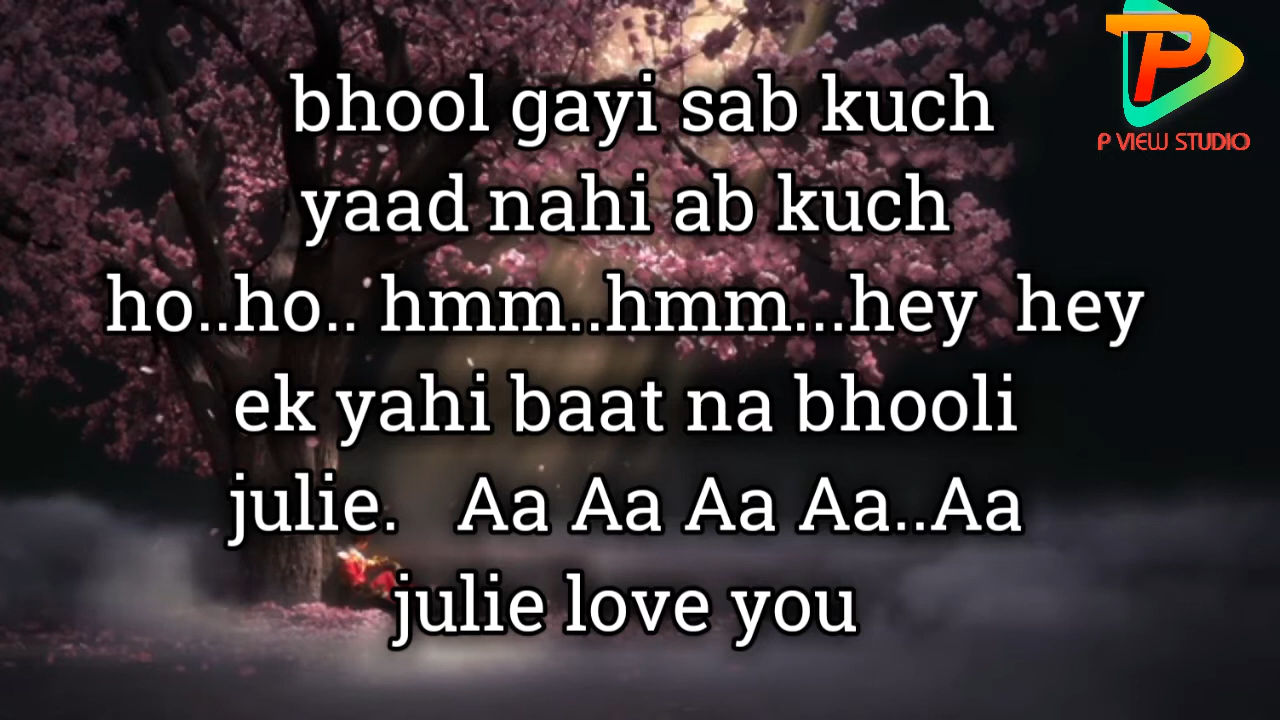 bhool gayi sab kuch
yaad nahi ab kuch
ho..ho.. hmm..hmm...hey  hey
ek yahi baat na bhooli
julie.   Aa Aa Aa Aa..Aa
julie love you
P VIEW STUDIO